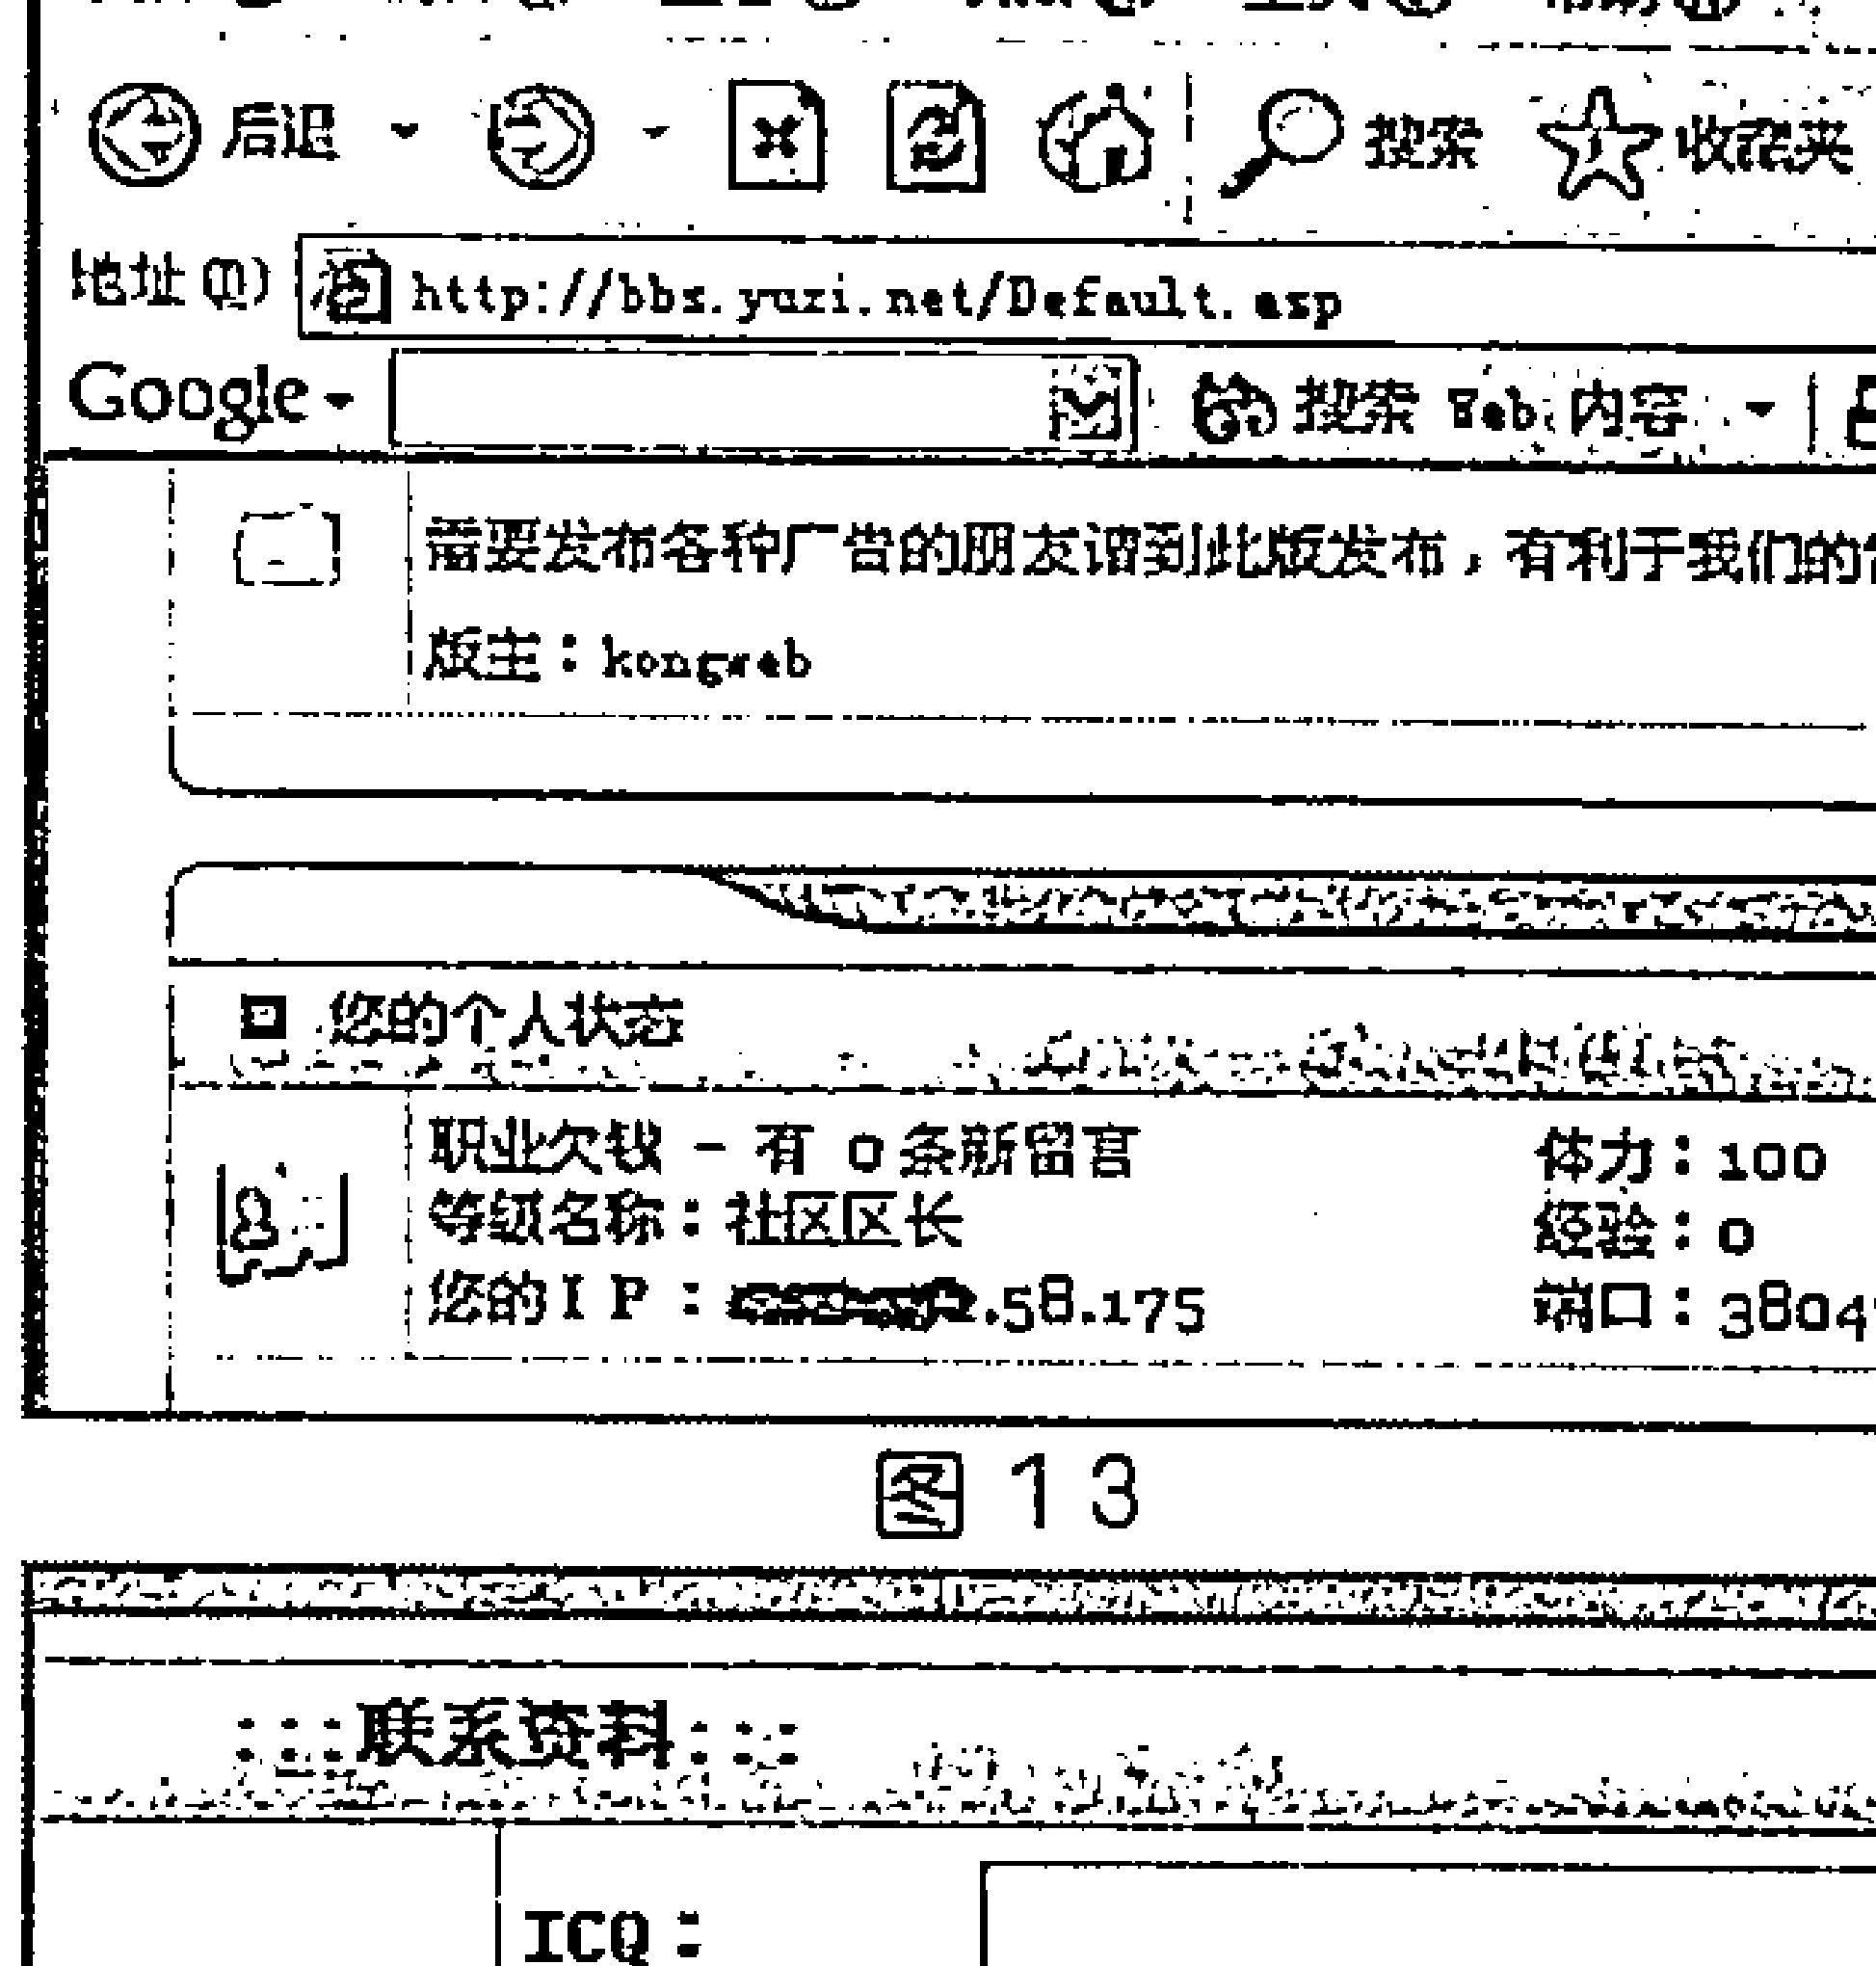 后退 搜索 收藏夹
地址(D) http://bbs.yuzi.net/Default.asp
Google 搜索 Web 内容
需要发布各种广告的朋友请到此版发布，有利于我们的
版主：kongweb
您的个人状态
职业欠钱 - 有 0 条新留言 体力：100
等级名称：社区区长 经验：0
您的IP： .58.175 端口：3804
图 13
:::联系资料:::
ICQ：